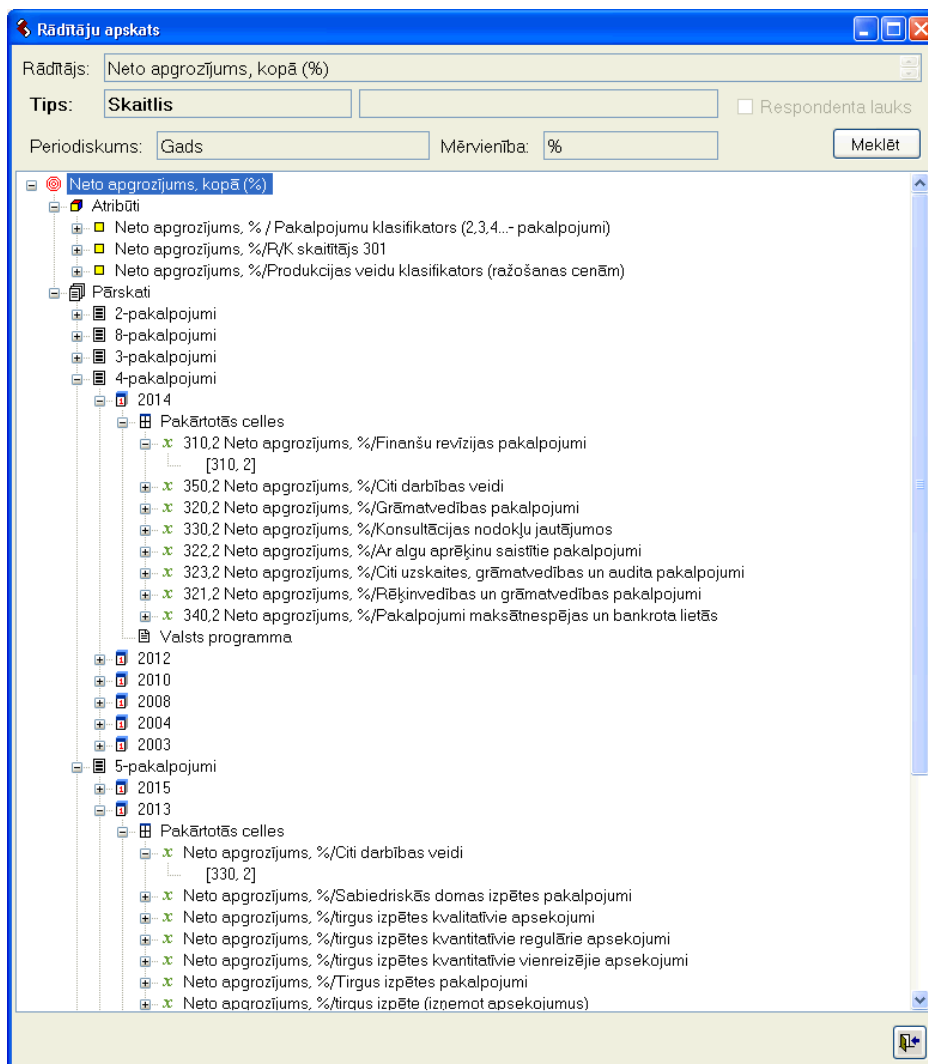 Rādītāju apskats
Rādītājs: Neto apgrozījums, kopā (%)
Tips: Skaitlis Respondenta lauks
Periodiskums: Gads Mērvienība: % Meklēt
Neto apgrozījums, kopā (%)
Atribūti
Neto apgrozījums, % / Pakalpojumu klasifikators (2,3,4...- pakalpojumi)
Neto apgrozījums, %/R/K skaitītājs 301
Neto apgrozījums, %/Produkcijas veidu klasifikators (ražošanas cenām)
Pārskati
2-pakalpojumi
8-pakalpojumi
3-pakalpojumi
4-pakalpojumi
2014
Pakārtotās celles
x 310,2 Neto apgrozījums, %/Finanšu revīzijas pakalpojumi
[310, 2]
x 350,2 Neto apgrozījums, %/Citi darbības veidi
x 320,2 Neto apgrozījums, %/Grāmatvedības pakalpojumi
x 330,2 Neto apgrozījums, %/Konsultācijas nodokļu jautājumos
x 322,2 Neto apgrozījums, %/Ar algu aprēķinu saistītie pakalpojumi
x 323,2 Neto apgrozījums, %/Citi uzskaites, grāmatvedības un audita pakalpojumi
x 321,2 Neto apgrozījums, %/Rēķinvedības un grāmatvedības pakalpojumi
x 340,2 Neto apgrozījums, %/Pakalpojumi maksātnespējas un bankrota lietās
Valsts programma
2012
2010
2008
2004
2003
5-pakalpojumi
2015
2013
Pakārtotās celles
x Neto apgrozījums, %/Citi darbības veidi
[330, 2]
x Neto apgrozījums, %/Sabiedriskās domas izpētes pakalpojumi
x Neto apgrozījums, %/tirgus izpētes kvalitatīvie apsekojumi
x Neto apgrozījums, %/tirgus izpētes kvantitatīvie regulārie apsekojumi
x Neto apgrozījums, %/tirgus izpētes kvantitatīvie vienreizējie apsekojumi
x Neto apgrozījums, %/Tirgus izpētes pakalpojumi
x Neto apgrozījums, %/tirgus izpēte (izņemot apsekojumus)